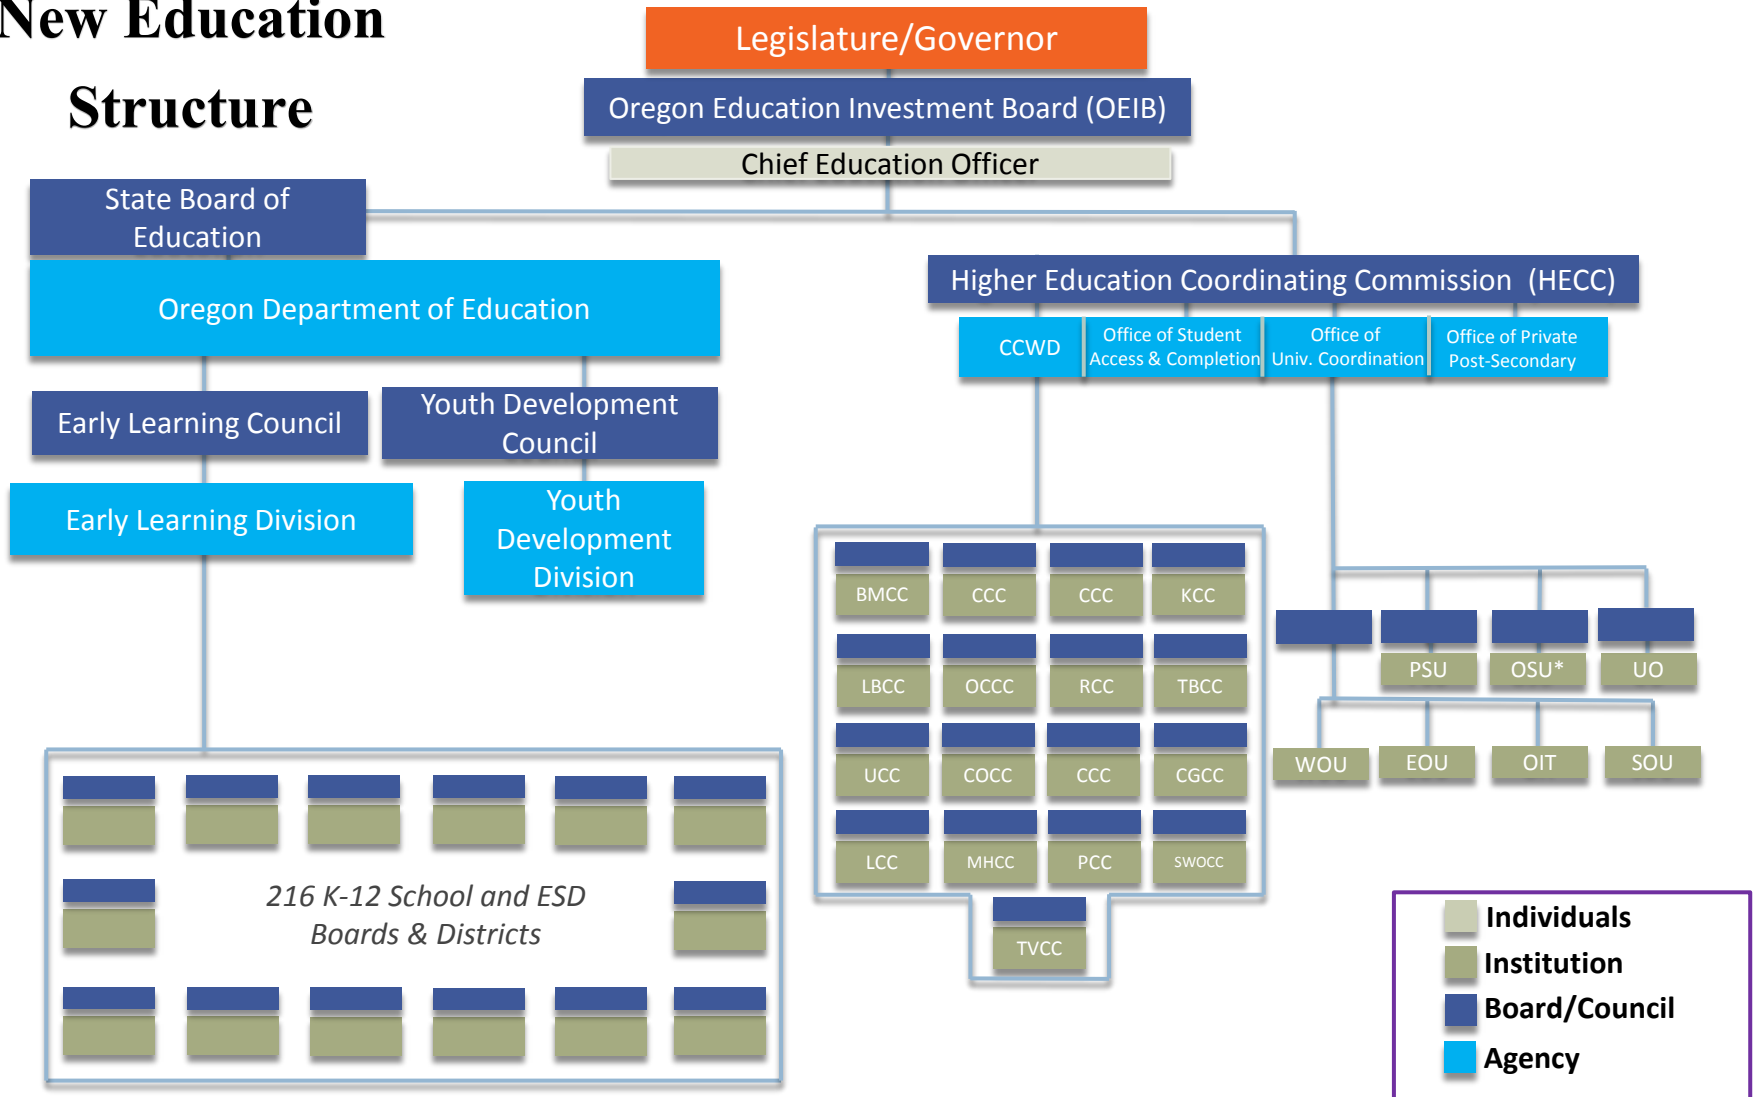 New Education
Structure
Legislature/Governor
Oregon Education Investment Board (OEIB)
Chief Education Officer
State Board of
Education
Oregon Department of Education
Higher Education Coordinating Commission (HECC)
CCWD
Office of Student
Access & Completion
Office of
Univ. Coordination
Office of Private
Post-Secondary
Early Learning Council
Youth Development
Council
Early Learning Division
Youth
Development
Division
BMCC
CCC
CCC
KCC
LBCC
OCCC
RCC
TBCC
UCC
COCC
CCC
CGCC
LCC
MHCC
PCC
SWOCC
TVCC
PSU
OSU*
UO
WOU
EOU
OIT
SOU
216 K-12 School and ESD
Boards & Districts
Individuals
Institution
Board/Council
Agency